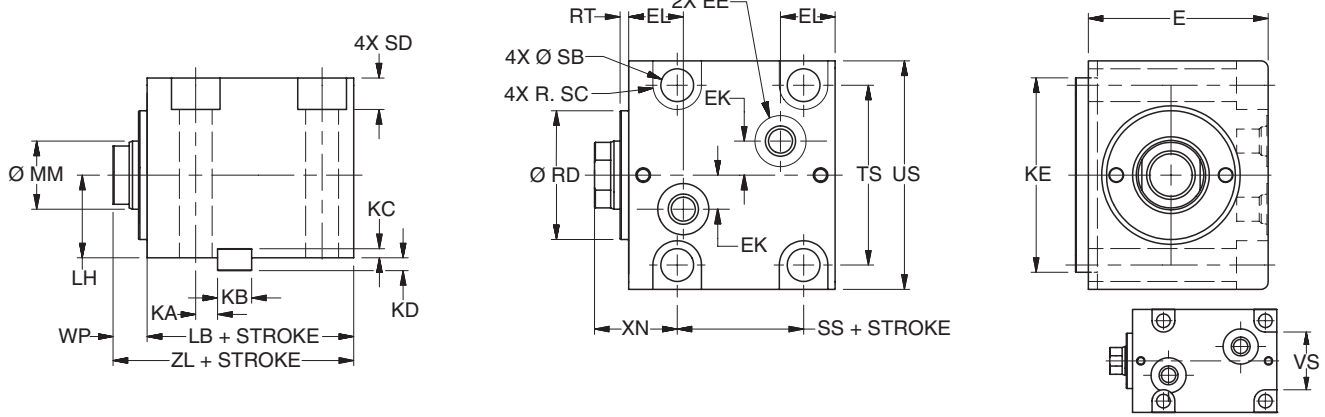 4X SD
Ø MM
LH
KC
KB
KA
KD
WP
LB + STROKE
ZL + STROKE
RT
EL
2X EE
EL
4X Ø SB
4X R. SC
EK
Ø RD
TS
US
EK
XN
SS + STROKE
E
KE
VS